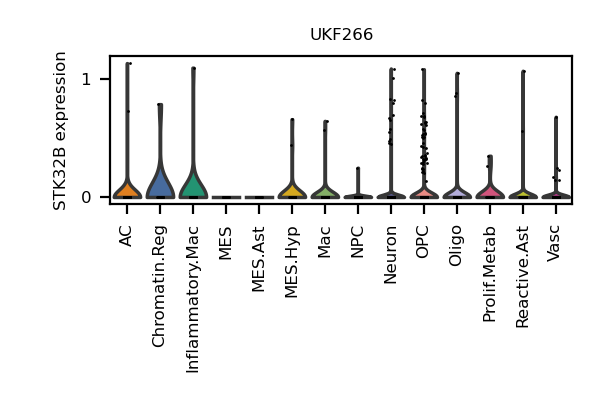 UKF266
STK32B expression
1
0
AC
Chromatin.Reg
Inflammatory.Mac
MES
MES.Ast
MES.Hyp
Mac
NPC
Neuron
OPC
Oligo
Prolif.Metab
Reactive.Ast
Vasc